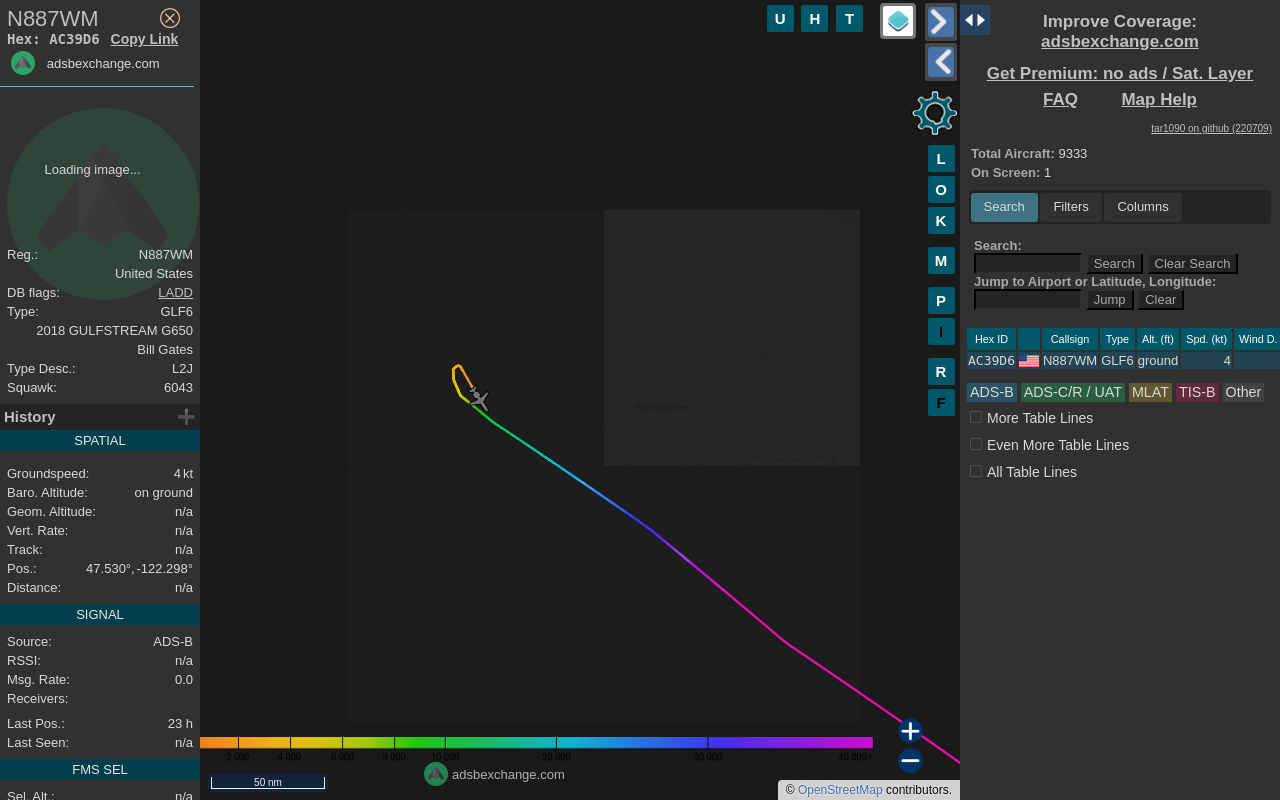 N887WM
Hex: AC39D6 Copy Link
adsbexchange.com
Loading image...
Reg.: N887WM
United States
DB flags: LADD
Type: GLF6
2018 GULFSTREAM G650
Bill Gates
Type Desc.: L2J
Squawk: 6043
History
SPATIAL
Groundspeed: 4 kt
Baro. Altitude: on ground
Geom. Altitude: n/a
Vert. Rate: n/a
Track: n/a
Pos.: 47.530°, -122.298°
Distance: n/a
SIGNAL
Source: ADS-B
RSSI: n/a
Msg. Rate: 0.0
Receivers:
Last Pos.: 23 h
Last Seen: n/a
FMS SEL
Sel. Alt.: n/a
U H T
L
O
K
M
P
I
R
F
Wenatchee
2 000 4 000 6 000 8 000 10 000 20 000 30 000 40 000+
50 nm
adsbexchange.com
© OpenStreetMap contributors.
Improve Coverage:
adsbexchange.com
Get Premium: no ads / Sat. Layer
FAQ Map Help
tar1090 on github (220709)
Total Aircraft: 9333
On Screen: 1
Search Filters Columns
Search:
Search Clear Search
Jump to Airport or Latitude, Longitude:
Jump Clear
Hex ID Callsign Type Alt. (ft) Spd. (kt) Wind D.
AC39D6 N887WM GLF6 ground 4
ADS-B ADS-C/R / UAT MLAT TIS-B Other
More Table Lines
Even More Table Lines
All Table Lines